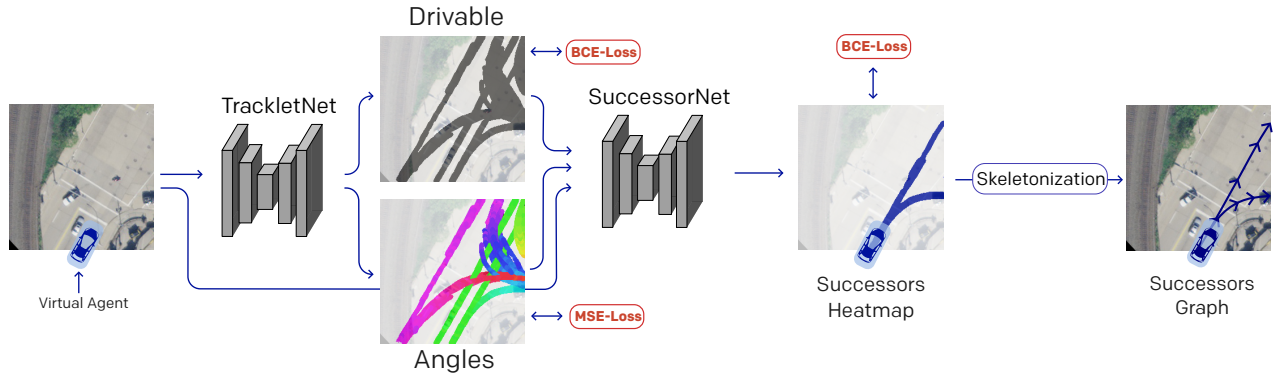 Drivable
BCE-Loss
BCE-Loss
TrackletNet
SuccessorNet
Skeletonization
Virtual Agent
MSE-Loss
Angles
Successors
Heatmap
Successors
Graph